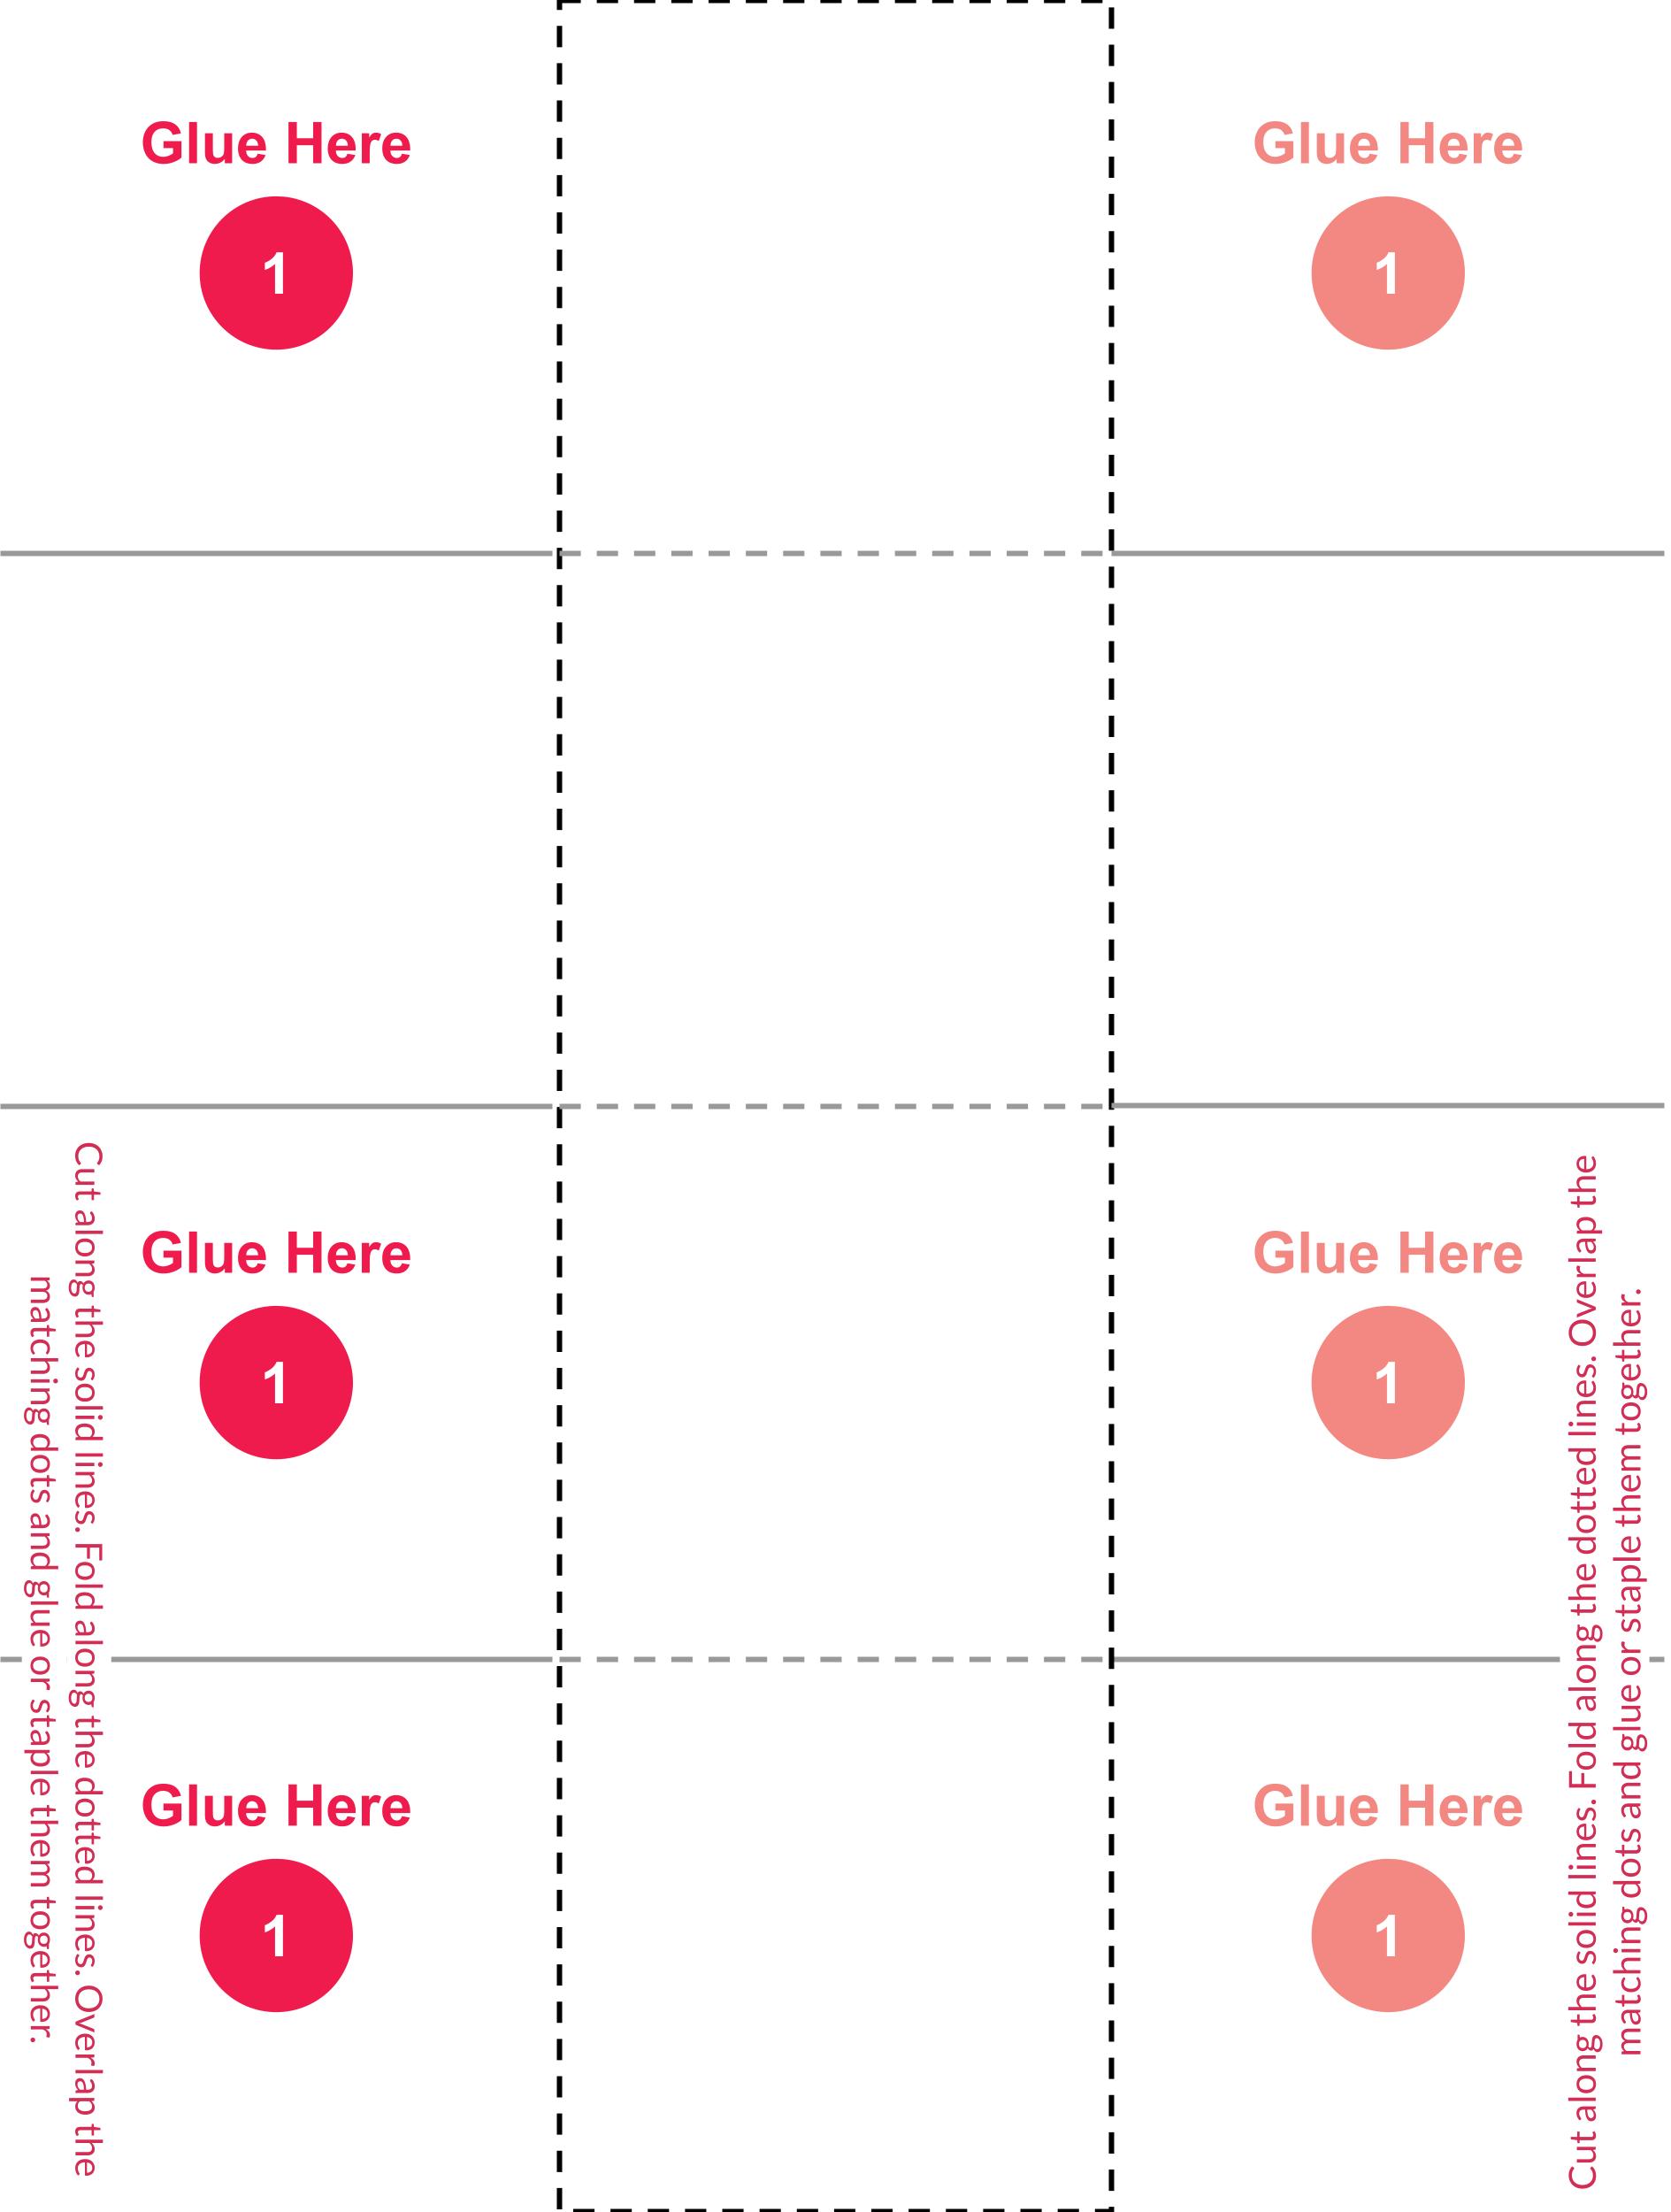 Glue Here
1
Glue Here
1
Glue Here
1
Glue Here
1
Glue Here
1
Glue Here
1
Cut along the solid lines. Fold along the dotted lines. Overlap the
matching dots and glue or staple them together.
Cut along the solid lines. Fold along the dotted lines. Overlap the
matching dots and glue or staple them together.